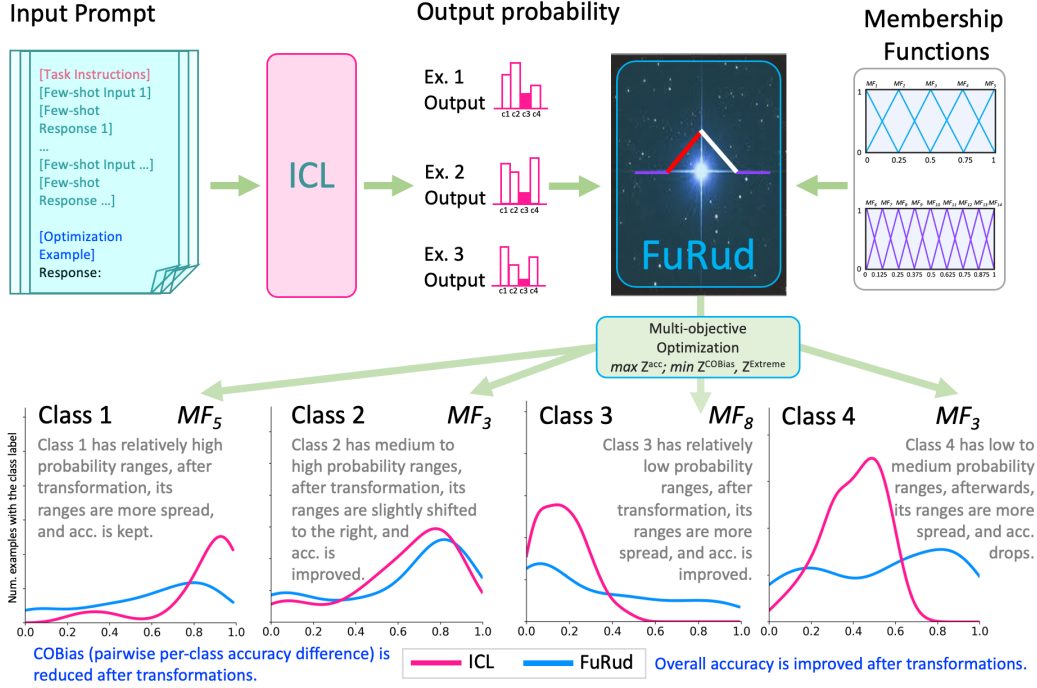 Input Prompt
Output probability
Membership
Functions
[Task Instructions]
[Few-shot Input 1]
[Few-shot
Response 1]
...
[Few-shot Input ...]
[Few-shot
Response ...]
[Optimization
Example]
Response:
ICL
Ex. 1
Output
c1 c2 c3 c4
Ex. 2
Output
c1 c2 c3 c4
Ex. 3
Output
c1 c2 c3 c4
FuRud
MF1 MF2 MF3 MF4 MF5
1
0
0 0.25 0.5 0.75 1
MF6 MF7 MF8 MF9 MF10 MF11 MF12 MF13 MF14
1
0
0 0.125 0.25 0.375 0.5 0.625 0.75 0.875 1
Multi-objective
Optimization
max Z^acc; min Z^COBias, Z^Extreme
Num. examples with the class label
Class 1 MF5
Class 1 has relatively high
probability ranges, after
transformation, its
ranges are more spread,
and acc. is kept.
0.0 0.2 0.4 0.6 0.8 1.0
Class 2 MF3
Class 2 has medium to
high probability ranges,
after transformation, its
ranges are slightly shifted
to the right, and
acc. is
improved.
0.0 0.2 0.4 0.6 0.8 1.0
Class 3 MF8
Class 3 has relatively
low probability
ranges, after
transformation, its
ranges are more
spread, and acc. is
improved.
0.0 0.2 0.4 0.6 0.8 1.0
Class 4 MF3
Class 4 has low to
medium probability
ranges, afterwards,
its ranges are more
spread, and acc.
drops.
0.0 0.2 0.4 0.6 0.8 1.0
COBias (pairwise per-class accuracy difference) is
reduced after transformations.
ICL FuRud
Overall accuracy is improved after transformations.